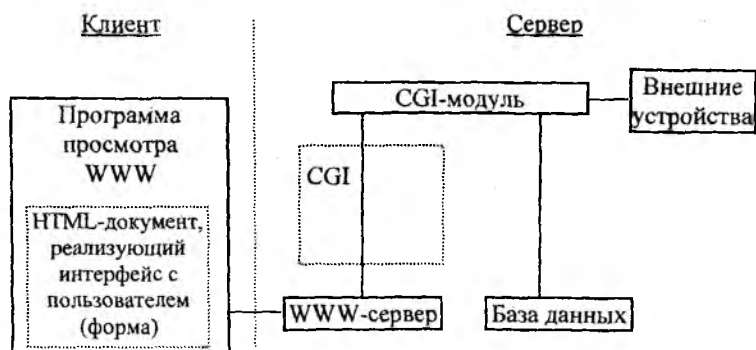 Клиент
Сервер
CGI-модуль
Внешние
устройства
Программа
просмотра
WWW
CGI
HTML-документ,
реализующий
интерфейс с
пользователем
(форма)
WWW-сервер
База данных